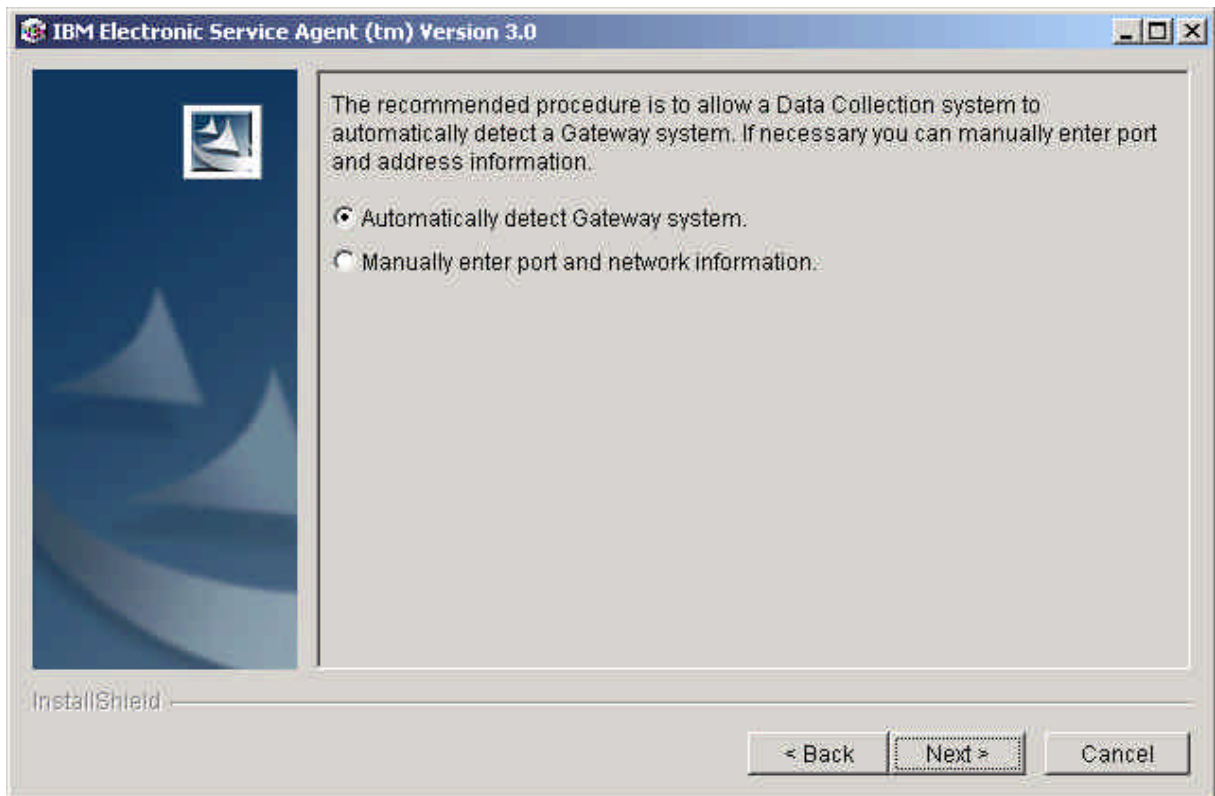 IBM Electronic Service Agent (tm) Version 3.0
The recommended procedure is to allow a Data Collection system to
automatically detect a Gateway system. If necessary you can manually enter port
and address information.
Automatically detect Gateway system.
Manually enter port and network information.
InstallShield
< Back
Next >
Cancel